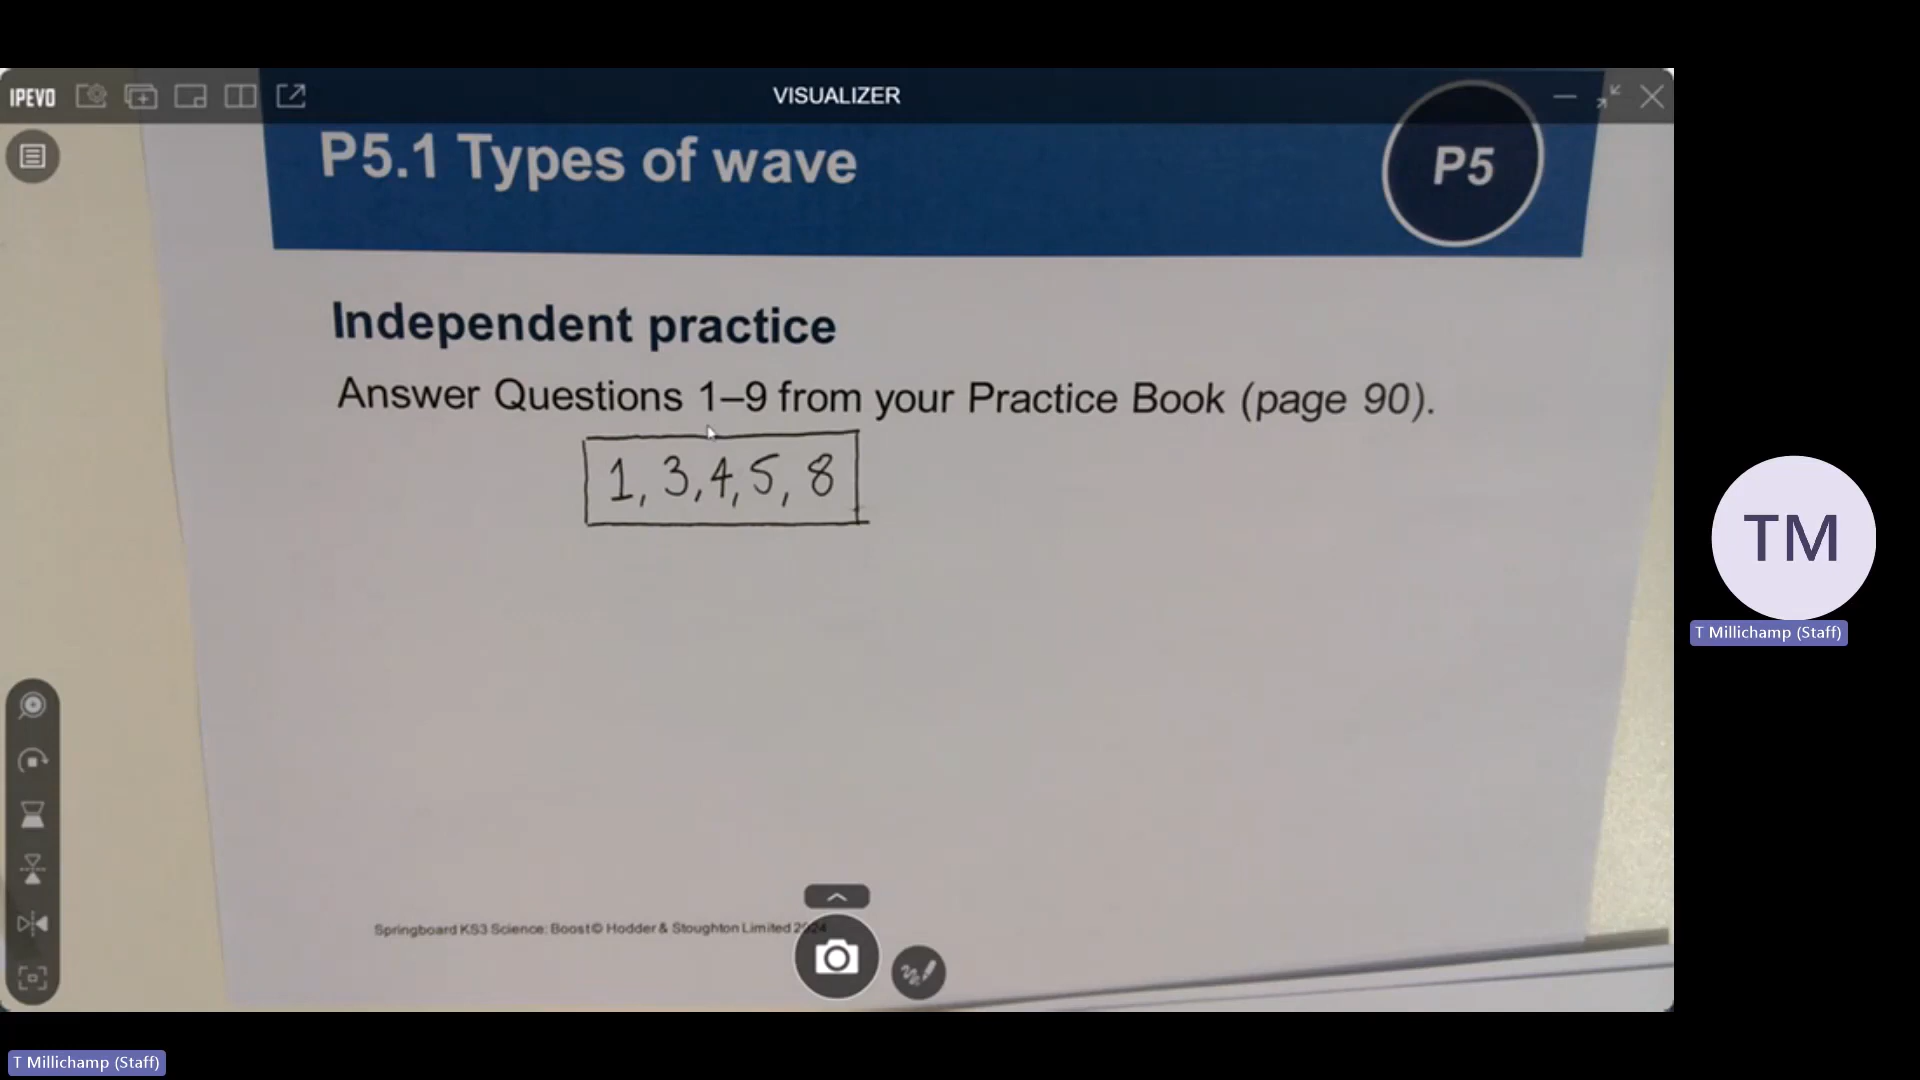 IPEVO
VISUALIZER
P5.1 Types of wave
P5
Independent practice
Answer Questions 1–9 from your Practice Book (page 90).
1, 3, 4, 5, 8
TM
T Millichamp (Staff)
Springboard KS3 Science: Boost © Hodder & Stoughton Limited 2024
T Millichamp (Staff)